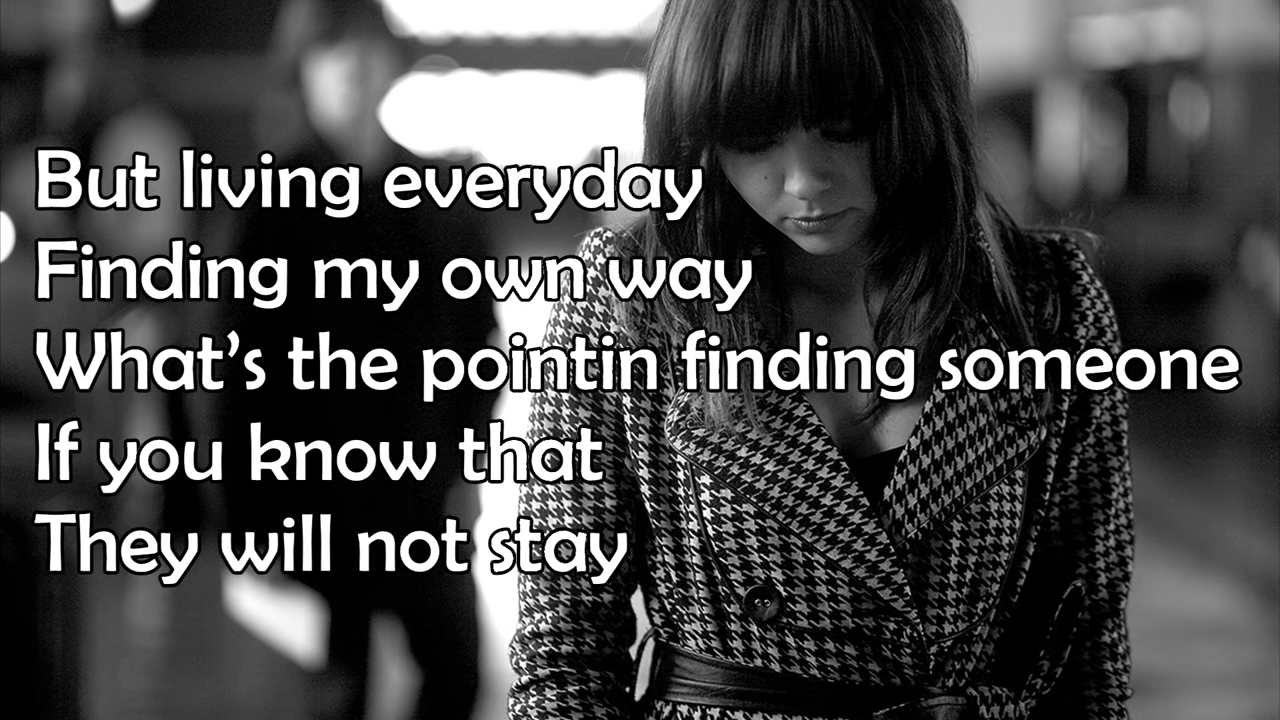 But living everyday
Finding my own way
What's the pointin finding someone
If you know that
They will not stay